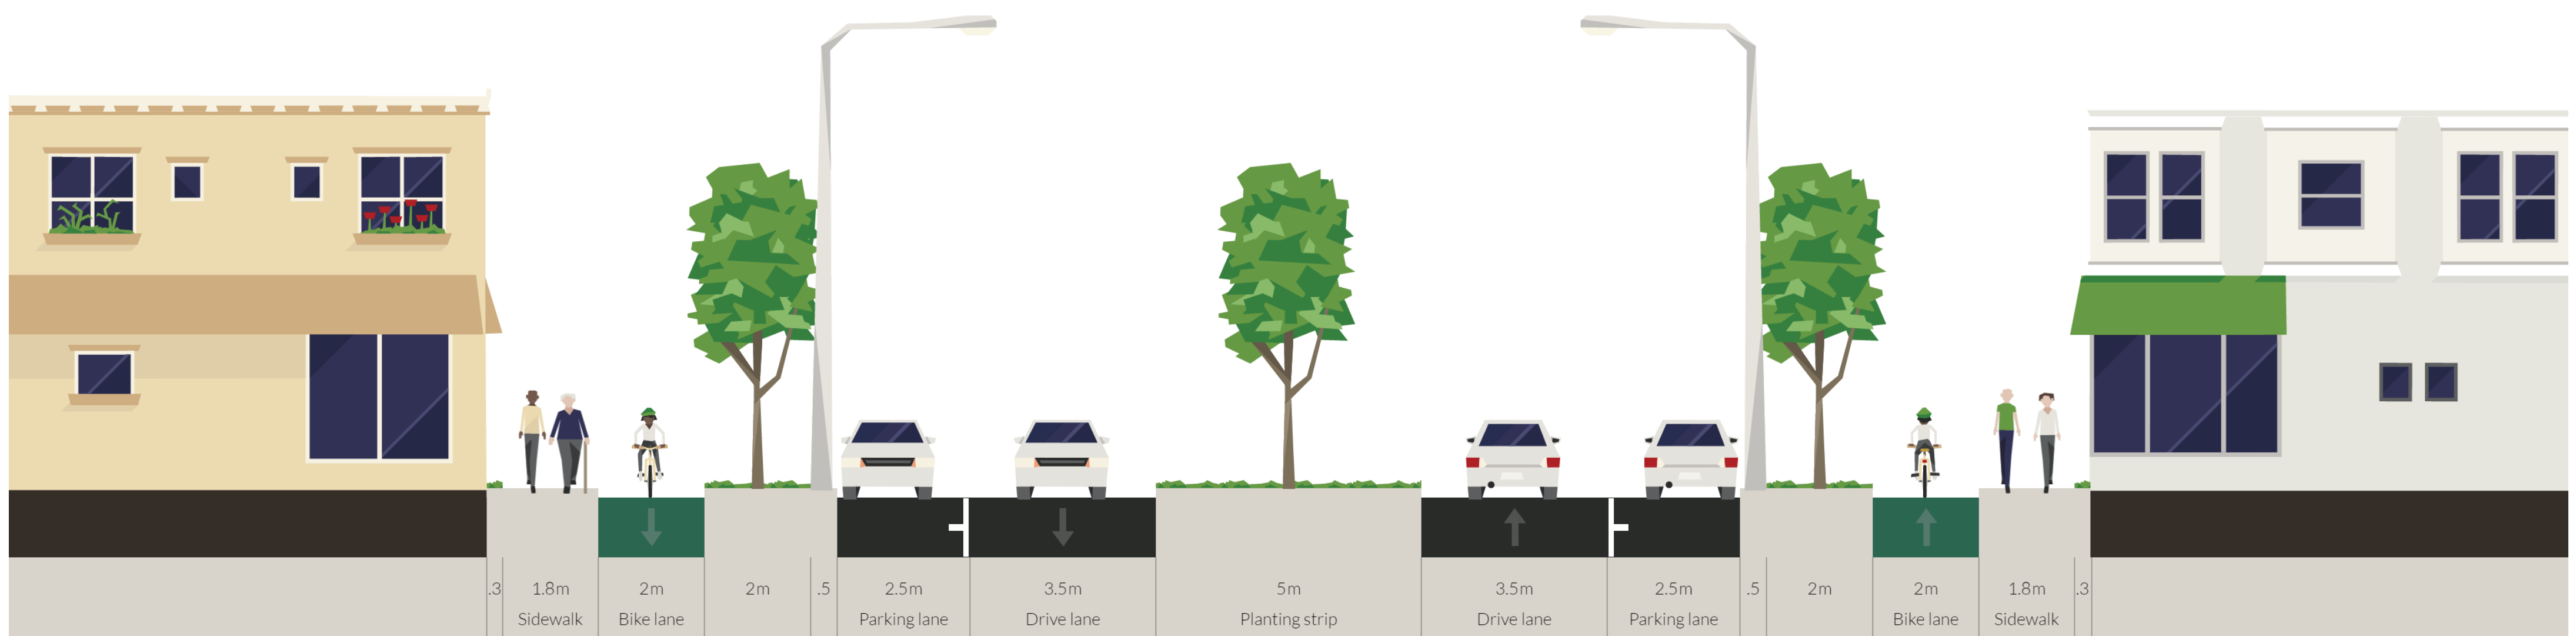 .3 1.8m 2m 2m .5 2.5m 3.5m 5m 3.5m 2.5m .5 2m 2m 1.8m .3
Sidewalk Bike lane Parking lane Drive lane Planting strip Drive lane Parking lane Bike lane Sidewalk